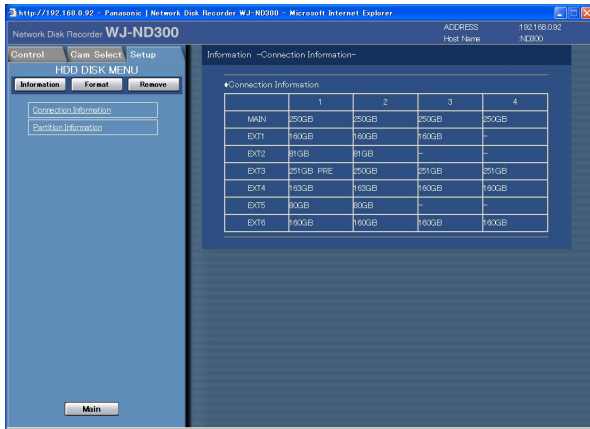 http://192.168.0.92 - Panasonic | Network Disk Recorder WJ-ND300 - Microsoft Internet Explorer
Network Disk Recorder WJ-ND300
ADDRESS :192.168.0.92
Host Name :ND300
Control Cam Select Setup
HDD DISK MENU
Information Format Remove
Connection Information
Partition Information
Main
Information -Connection Information-
♦Connection Information
1 2 3 4
MAIN 250GB 250GB 250GB 250GB
EXT1 160GB 160GB 160GB -
EXT2 81GB 81GB - -
EXT3 251GB PRE 250GB 251GB 251GB
EXT4 163GB 163GB 160GB 160GB
EXT5 80GB 80GB - -
EXT6 160GB 160GB 160GB 160GB